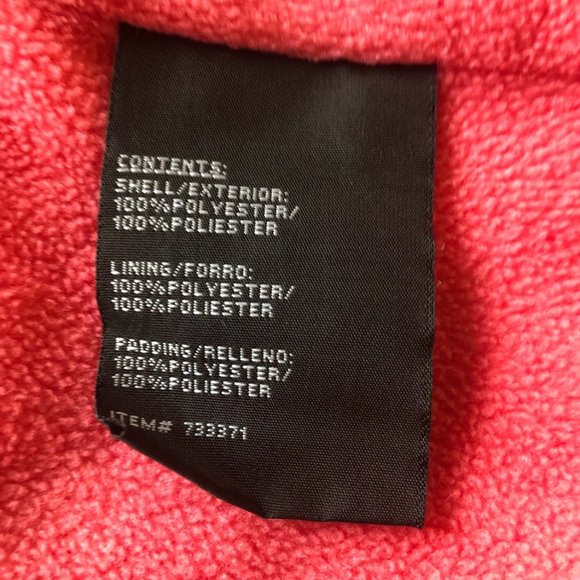 CONTENTS:
SHELL/EXTERIOR:
100%POLYESTER/
100%POLIESTER
LINING/FORRO:
100%POLYESTER/
100%POLIESTER
PADDING/RELLENO:
100%POLYESTER/
100%POLIESTER
ITEM# 733371